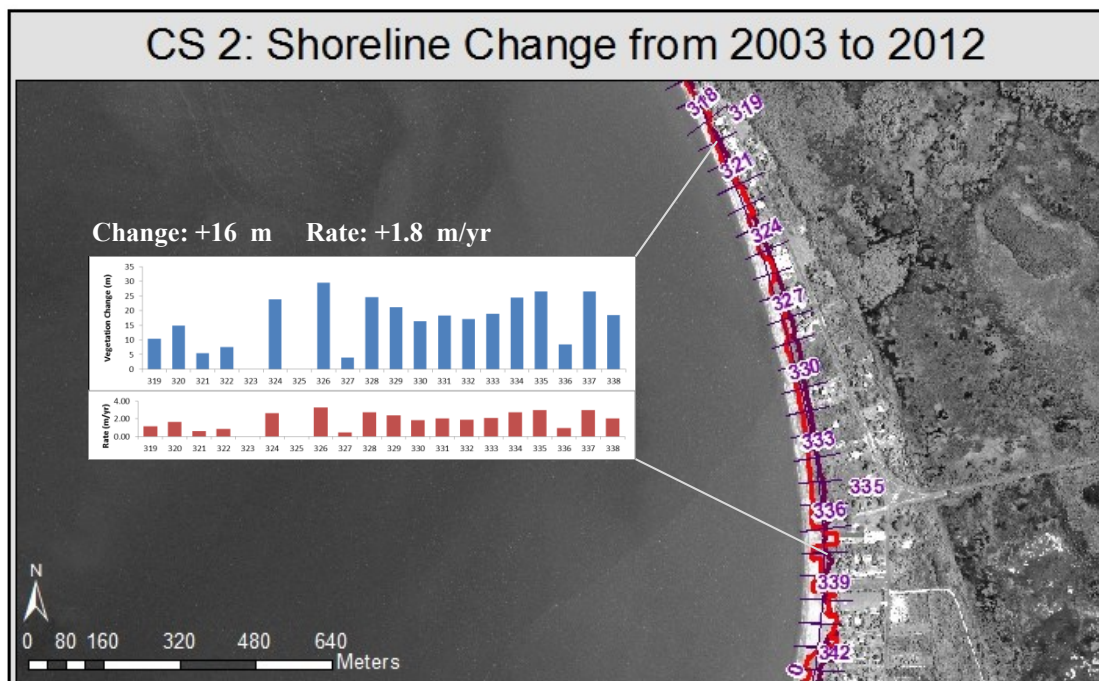 CS 2: Shoreline Change from 2003 to 2012
318
319
321
Change: +16 m Rate: +1.8 m/yr
324
Vegetation Change (m)
35
30
25
20
15
10
5
0
319 320 321 322 323 324 325 326 327 328 329 330 331 332 333 334 335 336 337 338
327
330
Rate (m/yr)
4.00
2.00
0.00
319 320 321 322 323 324 325 326 327 328 329 330 331 332 333 334 335 336 337 338
333
335
336
339
342
0
N
0 80 160 320 480 640
Meters